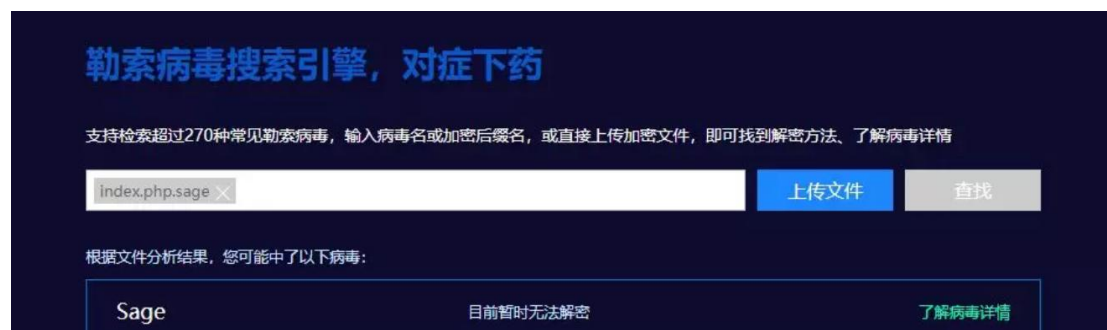 勒索病毒搜索引擎，对症下药
支持检索超过270种常见勒索病毒，输入病毒名或加密后缀名，或直接上传加密文件，即可找到解密方法、了解病毒详情
index.php.sage × 上传文件 查找
根据文件分析结果，您可能中了以下病毒：
Sage 目前暂时无法解密 了解病毒详情